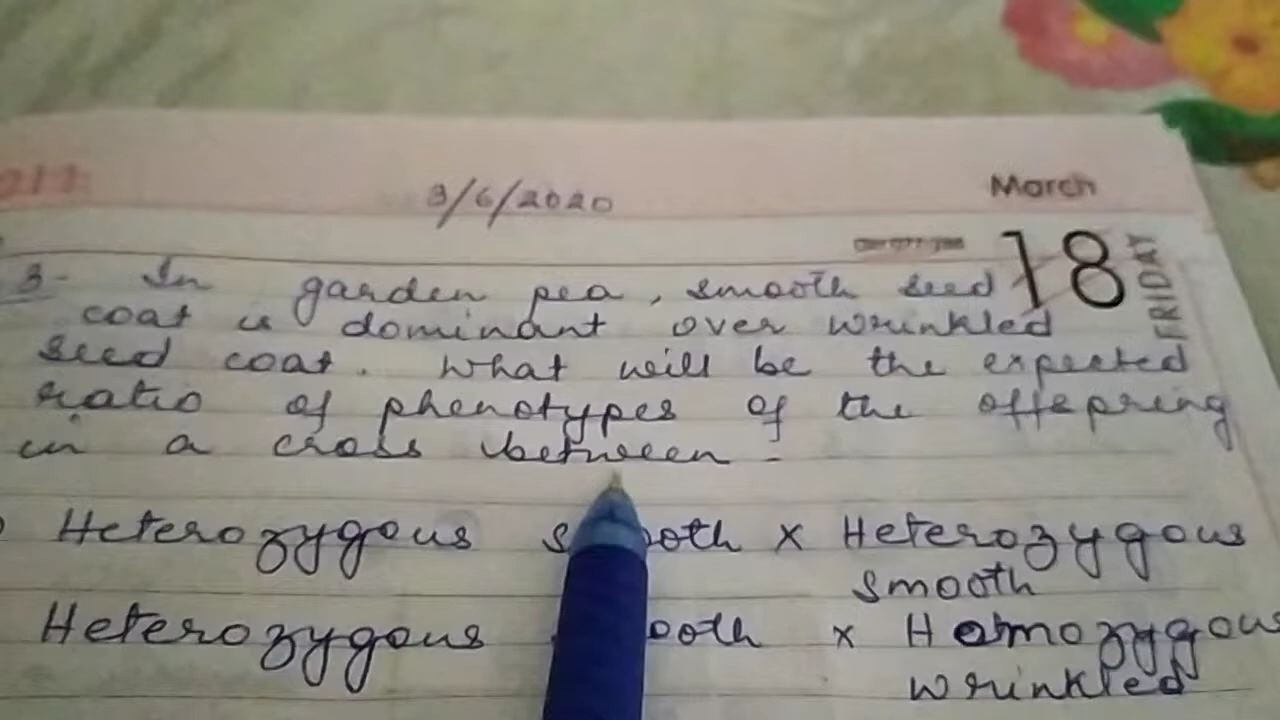 3/6/2020
March
18
FRIDAY
3- In garden pea, smooth seed
coat is dominant over wrinkled
seed coat. What will be the expected
ratio of phenotypes of the offspring
in a cross between -
Heterozygous smooth x Heterozygous
smooth
Heterozygous smooth x Homozygous
wrinkled